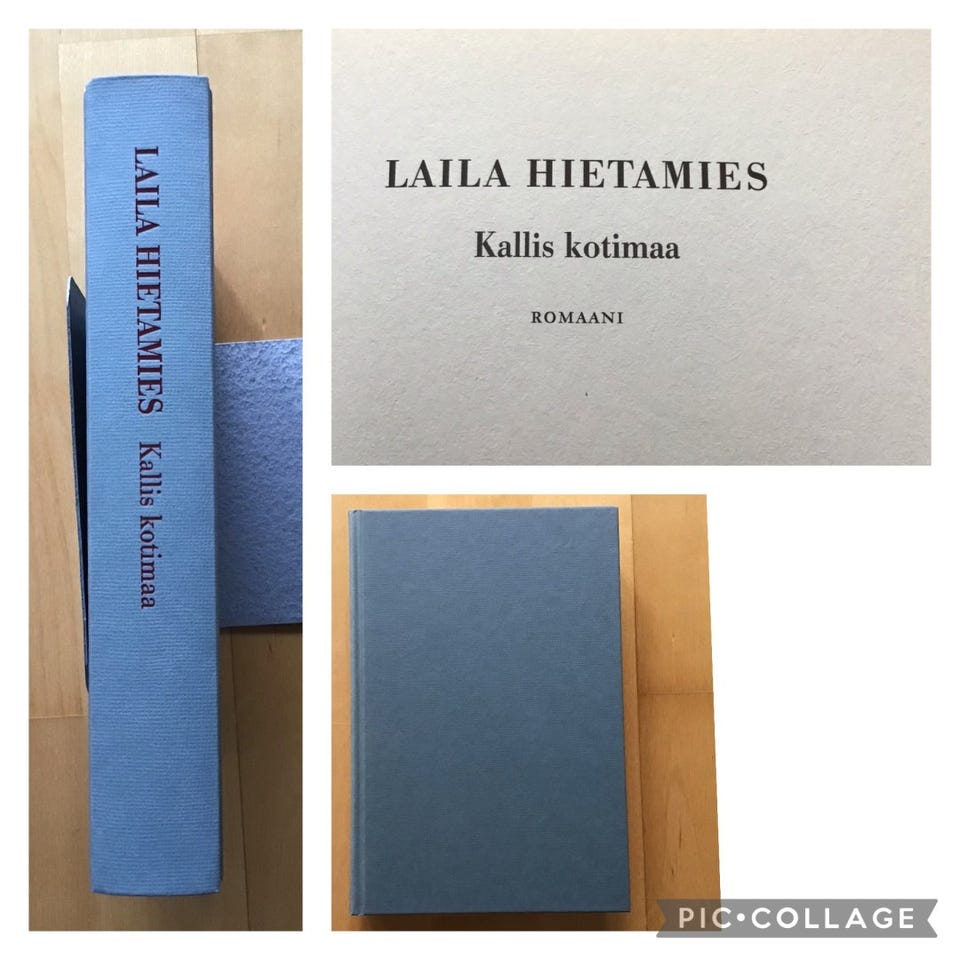 LAILA HIETAMIES Kallis kotimaa
LAILA HIETAMIES
Kallis kotimaa
ROMAANI
PIC•COLLAGE